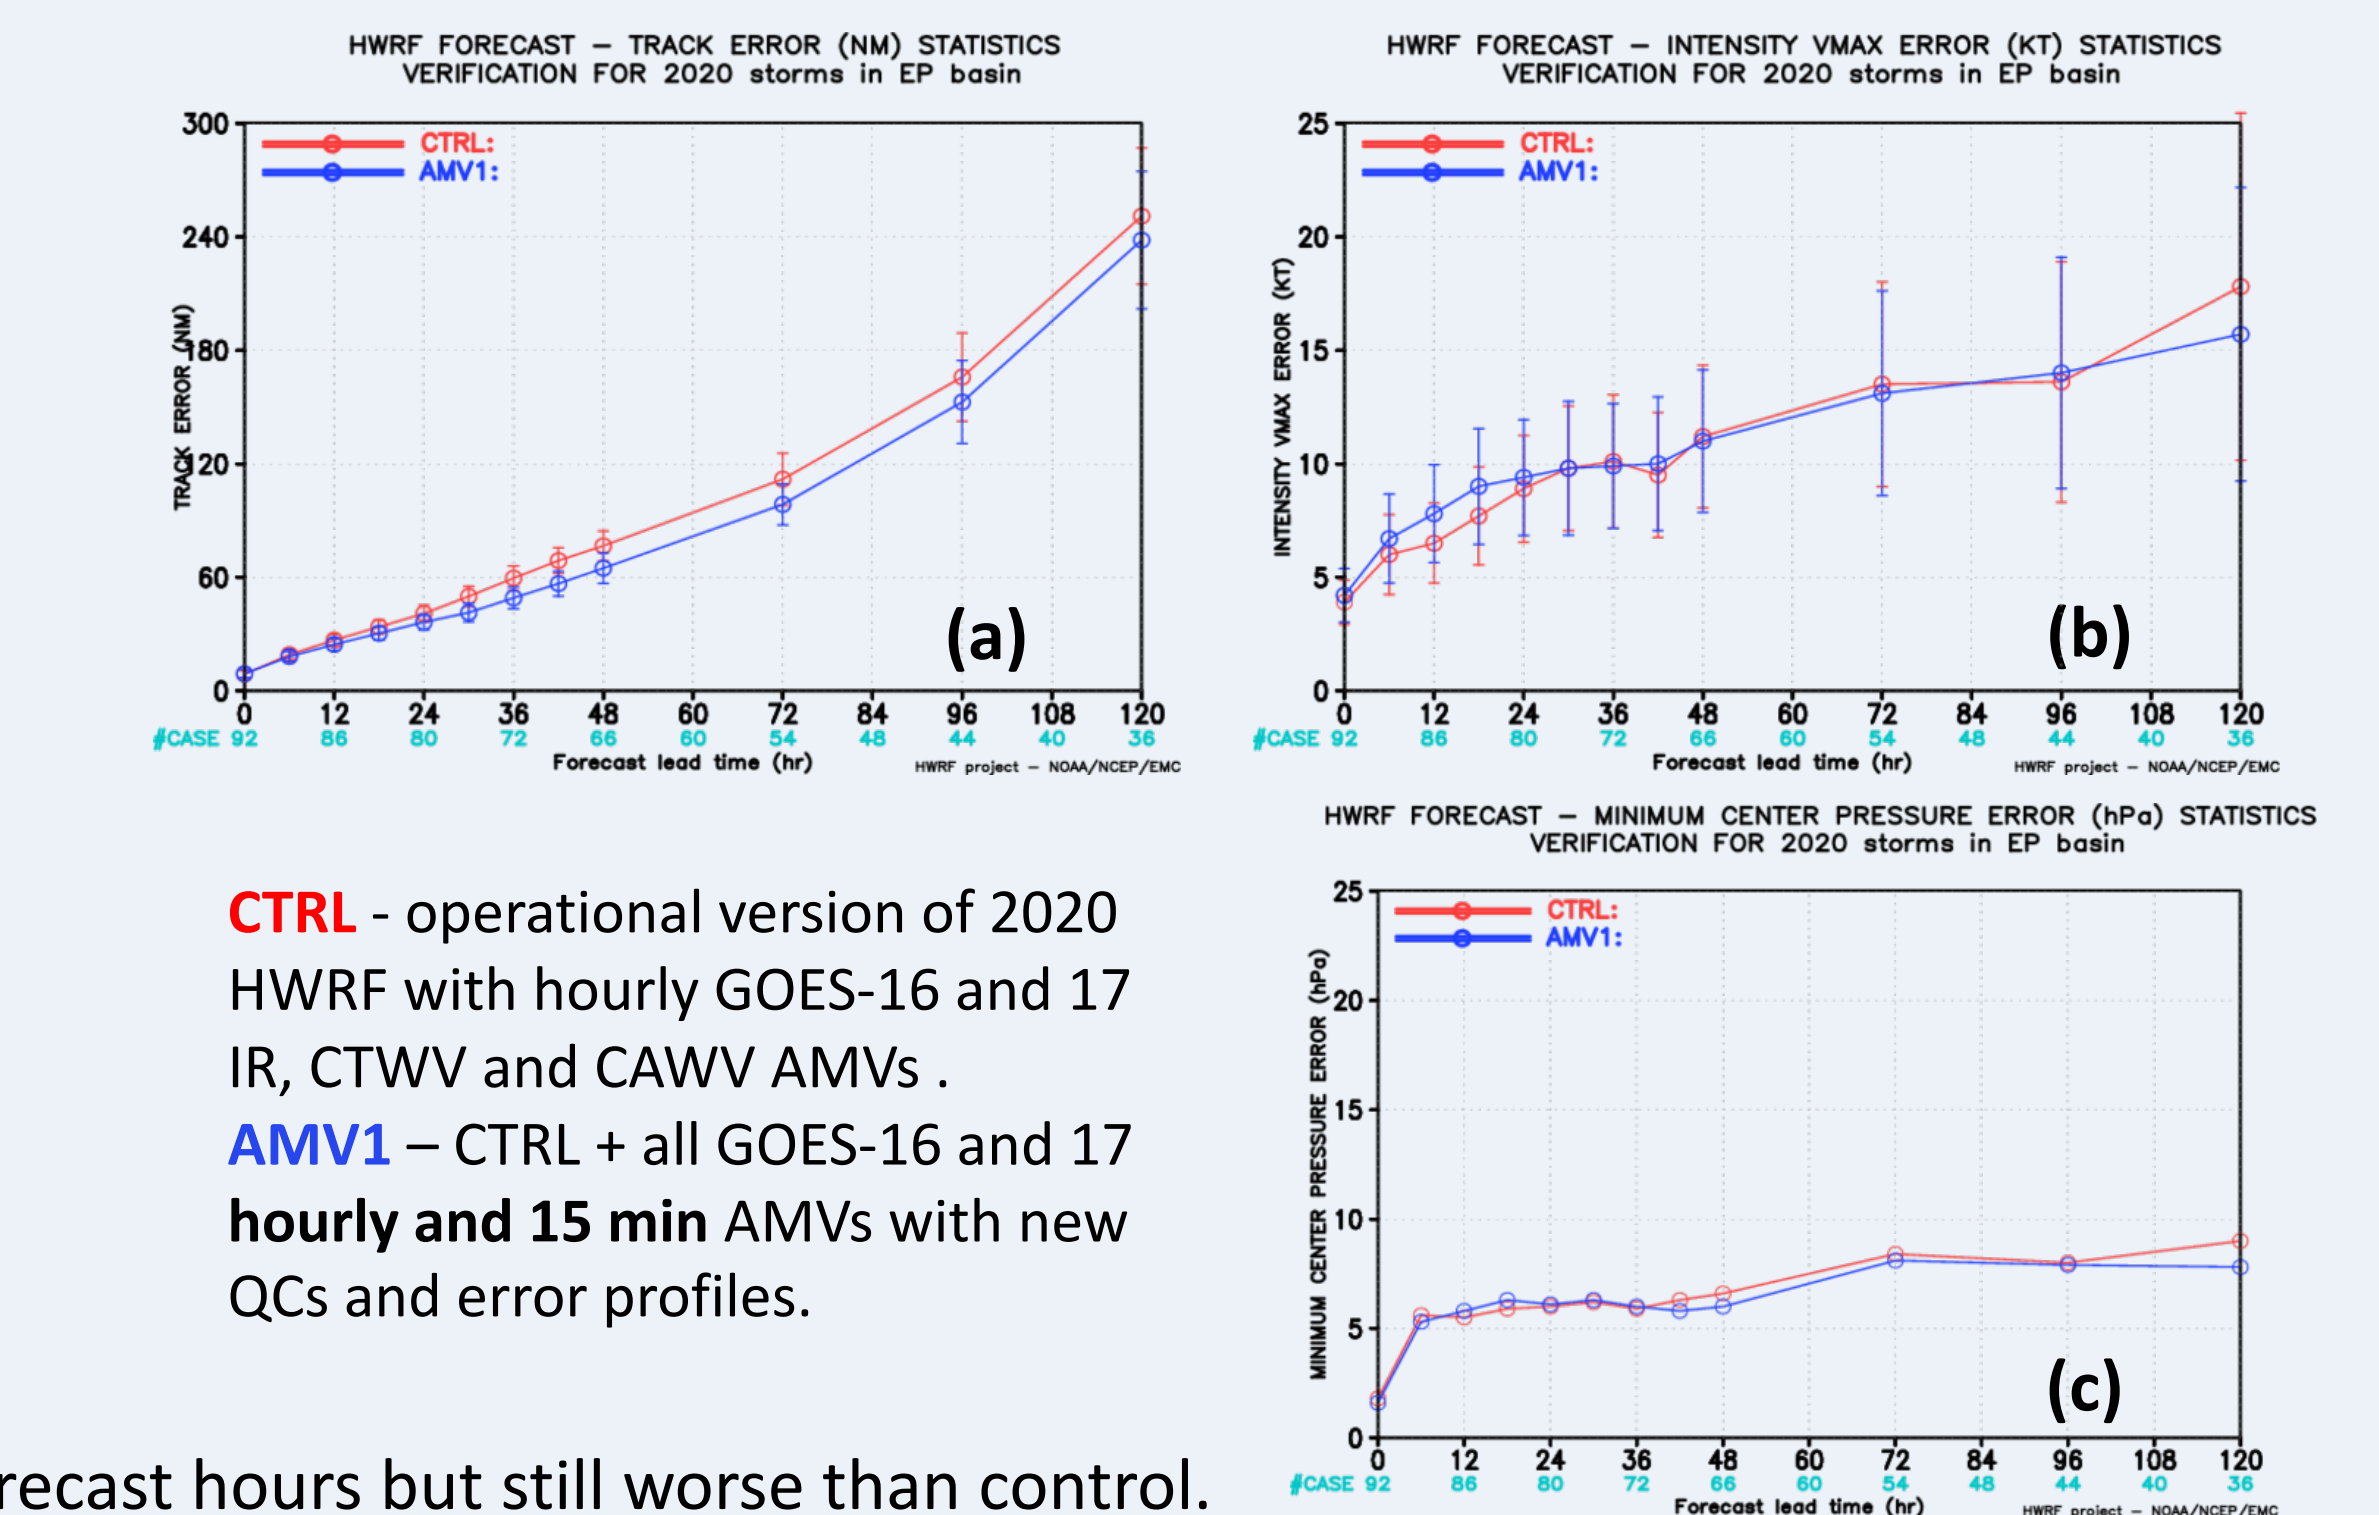 HWRF FORECAST – TRACK ERROR (NM) STATISTICS
VERIFICATION FOR 2020 storms in EP basin
TRACK ERROR (NM)
300
240
180
120
60
0
CTRL:
AMV1:
(a)
0 12 24 36 48 60 72 84 96 108 120
#CASE 92 86 80 72 66 60 54 48 44 40 36
Forecast lead time (hr)
HWRF project – NOAA/NCEP/EMC
HWRF FORECAST – INTENSITY VMAX ERROR (KT) STATISTICS
VERIFICATION FOR 2020 storms in EP basin
INTENSITY VMAX ERROR (KT)
25
20
15
10
5
0
CTRL:
AMV1:
(b)
0 12 24 36 48 60 72 84 96 108 120
#CASE 92 86 80 72 66 60 54 48 44 40 36
Forecast lead time (hr)
HWRF project – NOAA/NCEP/EMC
CTRL - operational version of 2020
HWRF with hourly GOES-16 and 17
IR, CTWV and CAWV AMVs .
AMV1 – CTRL + all GOES-16 and 17
hourly and 15 min AMVs with new
QCs and error profiles.
HWRF FORECAST – MINIMUM CENTER PRESSURE ERROR (hPa) STATISTICS
VERIFICATION FOR 2020 storms in EP basin
MINIMUM CENTER PRESSURE ERROR (hPa)
25
20
15
10
5
0
CTRL:
AMV1:
(c)
0 12 24 36 48 60 72 84 96 108 120
#CASE 92 86 80 72 66 60 54 48 44 40 36
Forecast lead time (hr)
HWRF project – NOAA/NCEP/EMC
recast hours but still worse than control.